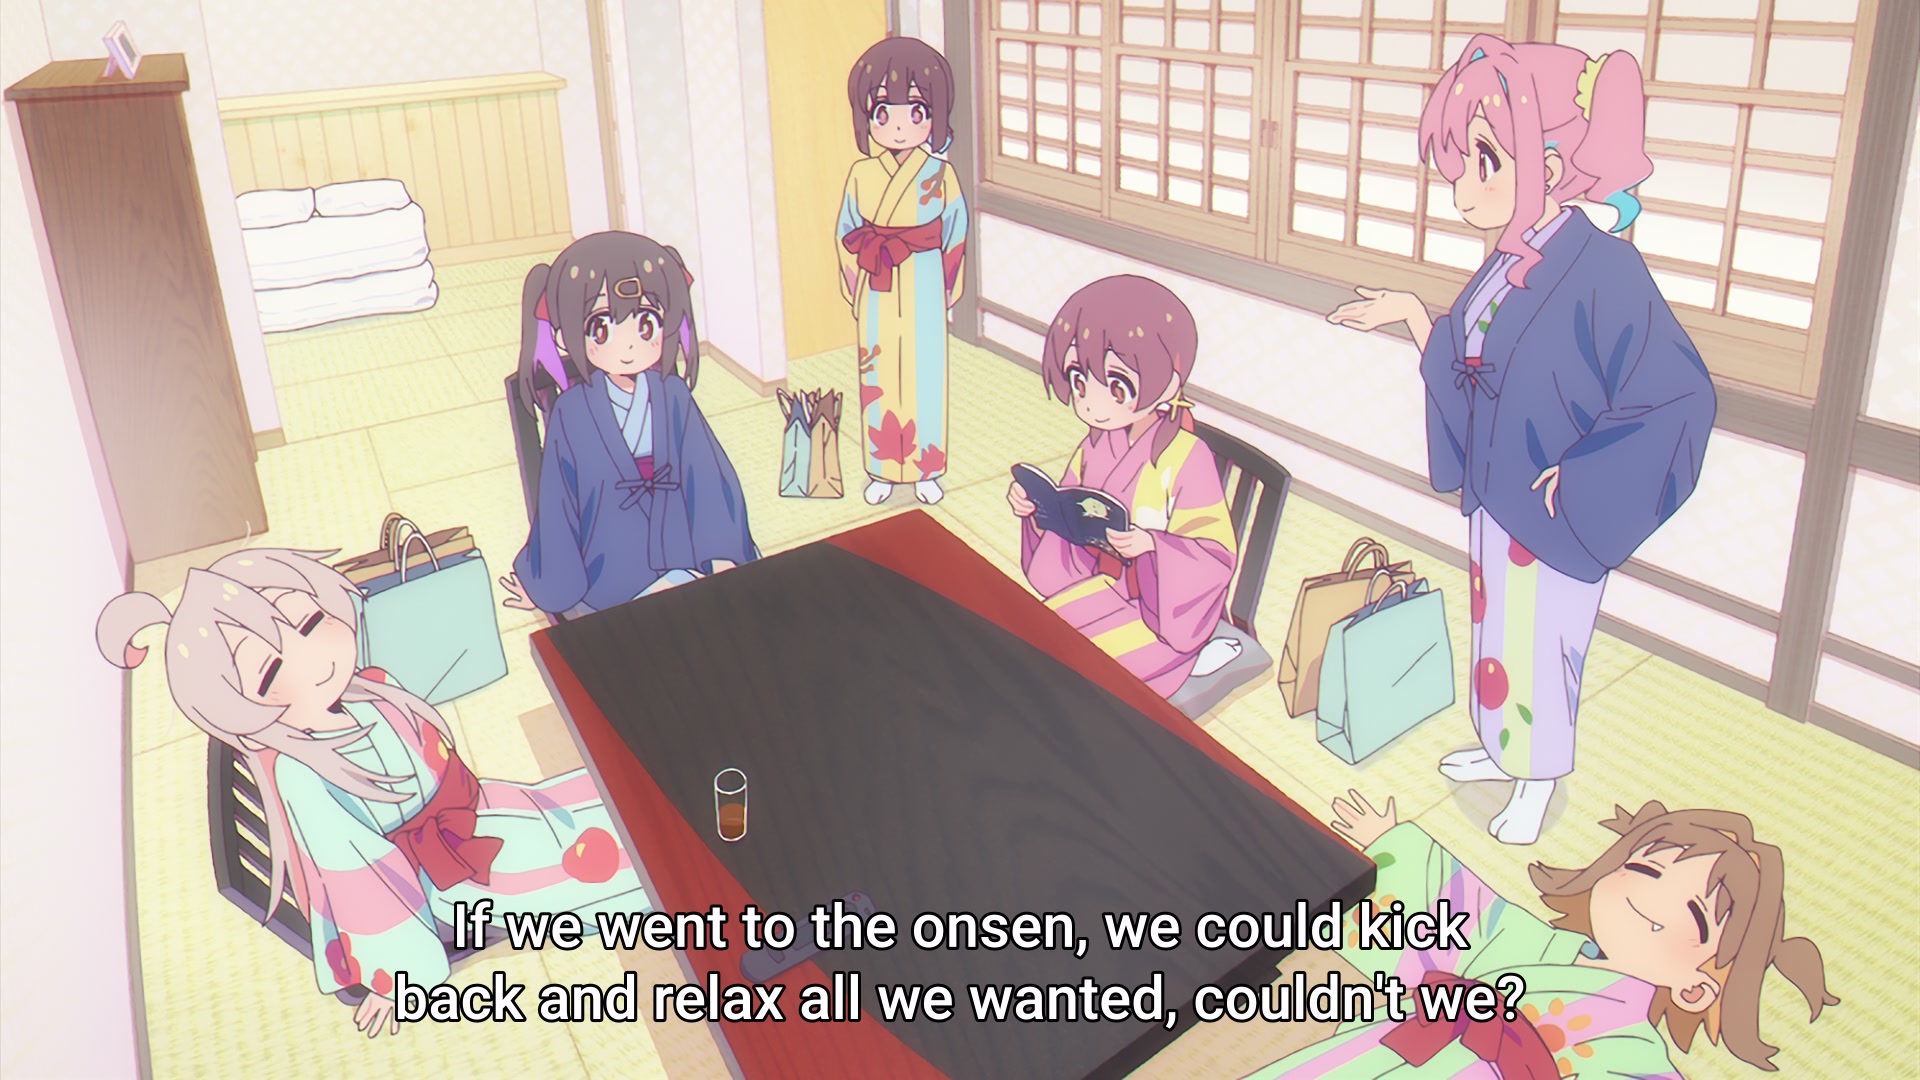 If we went to the onsen, we could kick
back and relax all we wanted, couldn't we?